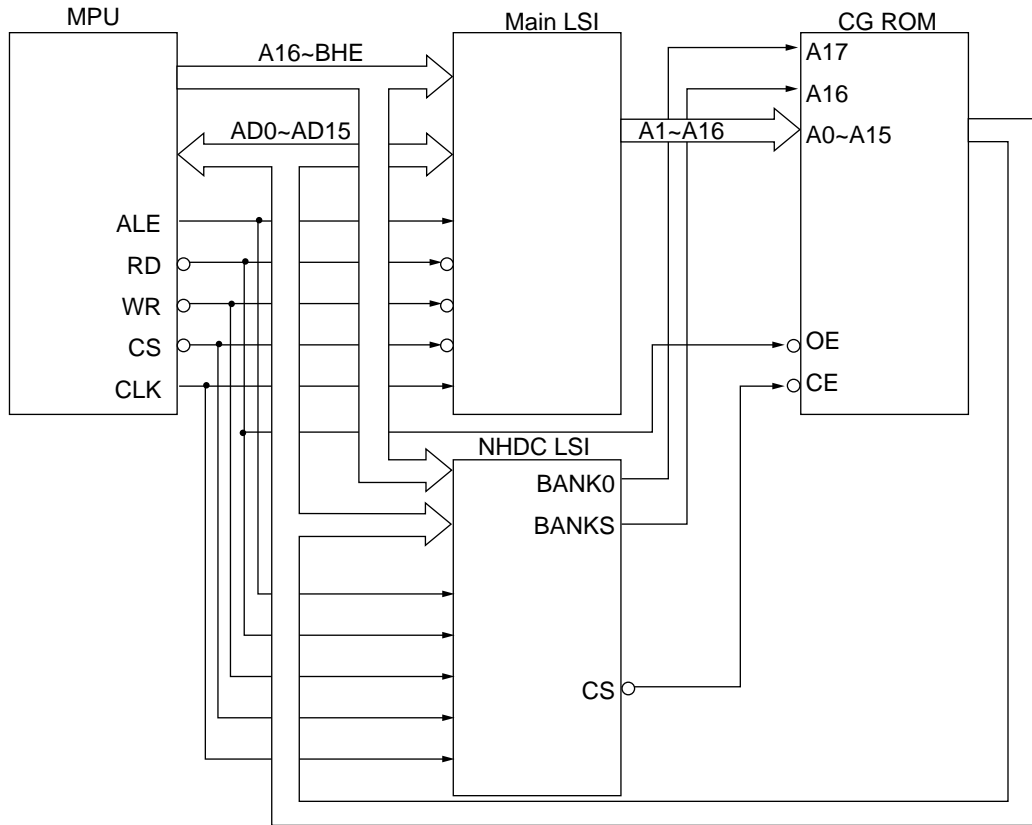 MPU
Main LSI
CG ROM
A16~BHE
A17
A16
AD0~AD15
A1~A16
A0~A15
ALE
RD
WR
CS
OE
CLK
CE
NHDC LSI
BANK0
BANKS
CS